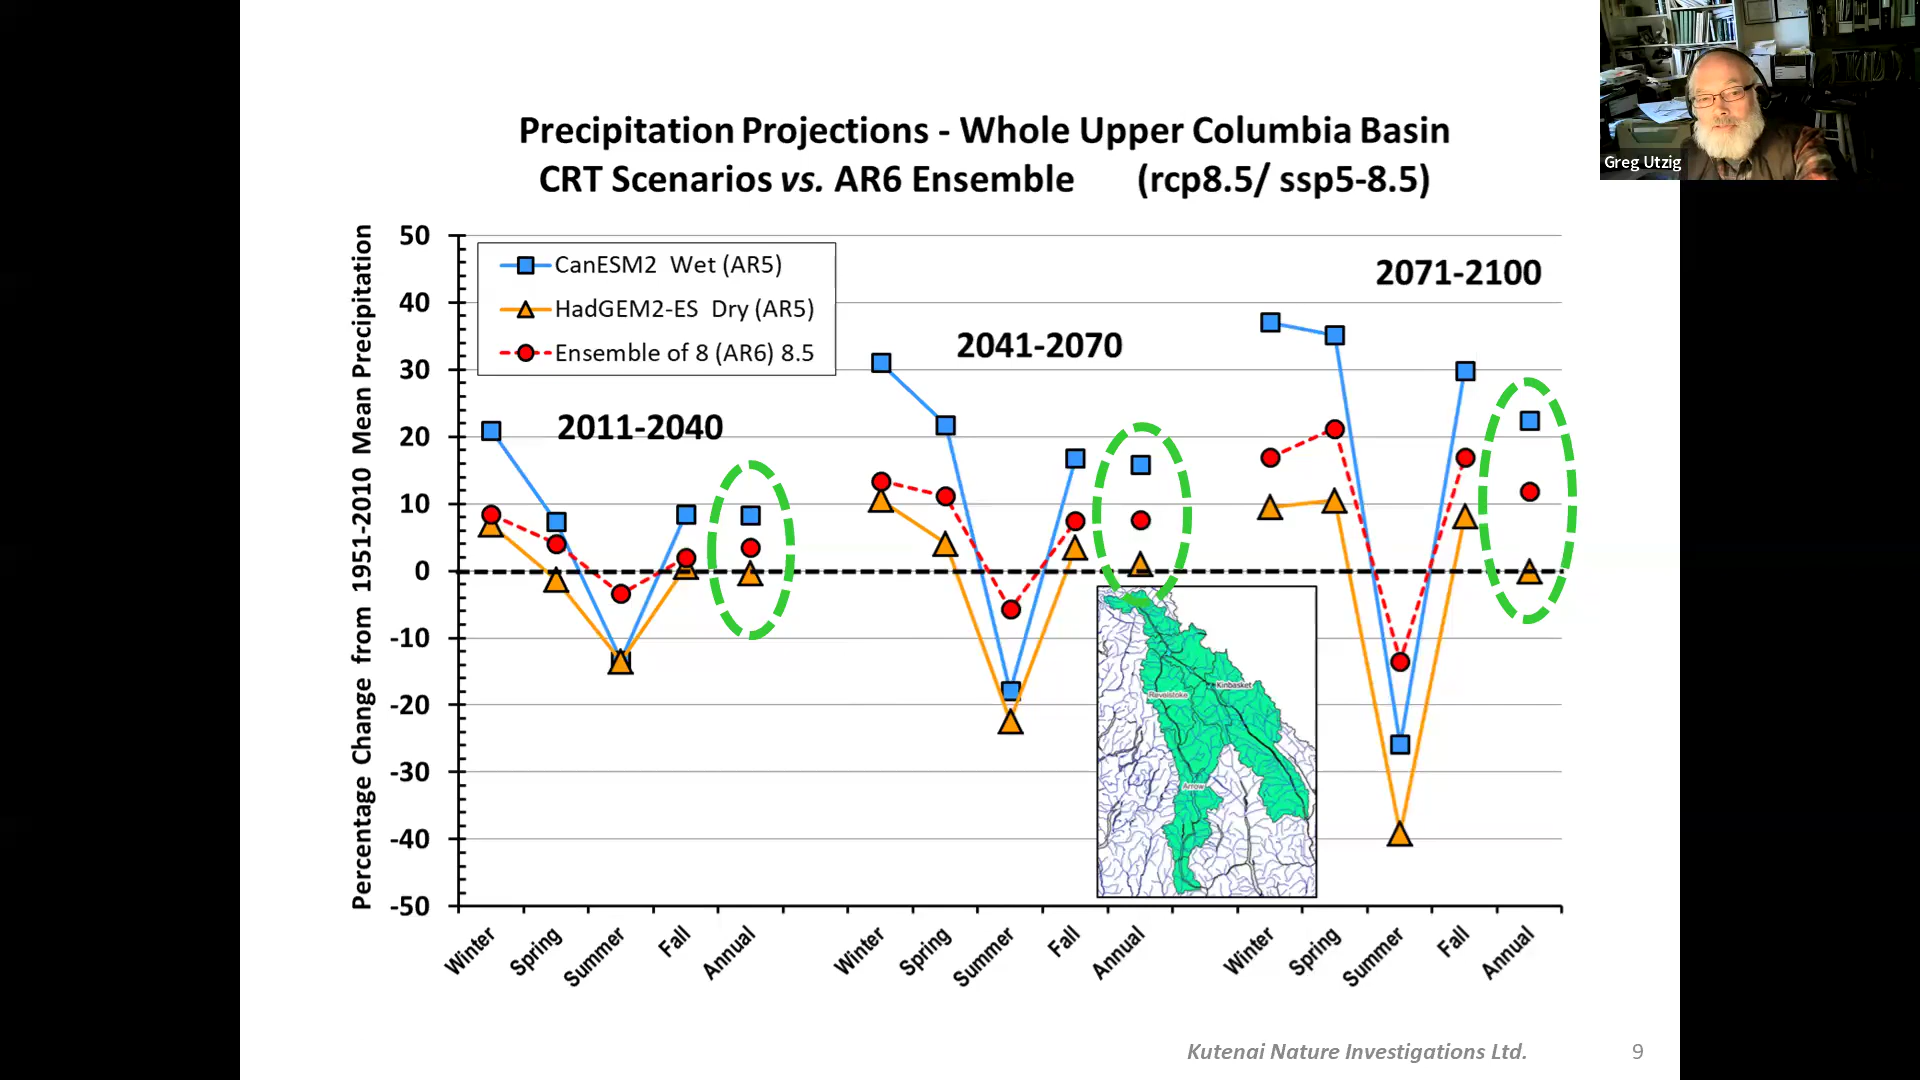 Precipitation Projections - Whole Upper Columbia Basin
CRT Scenarios vs. AR6 Ensemble (rcp8.5/ ssp5-8.5)
Greg Utzig
Percentage Change from 1951-2010 Mean Precipitation
50
40
30
20
10
0
-10
-20
-30
-40
-50
CanESM2 Wet (AR5)
HadGEM2-ES Dry (AR5)
Ensemble of 8 (AR6) 8.5
2011-2040
2041-2070
2071-2100
Revelstoke
Kinbasket
Arrow
Winter
Spring
Summer
Fall
Annual
Winter
Spring
Summer
Fall
Annual
Winter
Spring
Summer
Fall
Annual
Kutenai Nature Investigations Ltd.
9